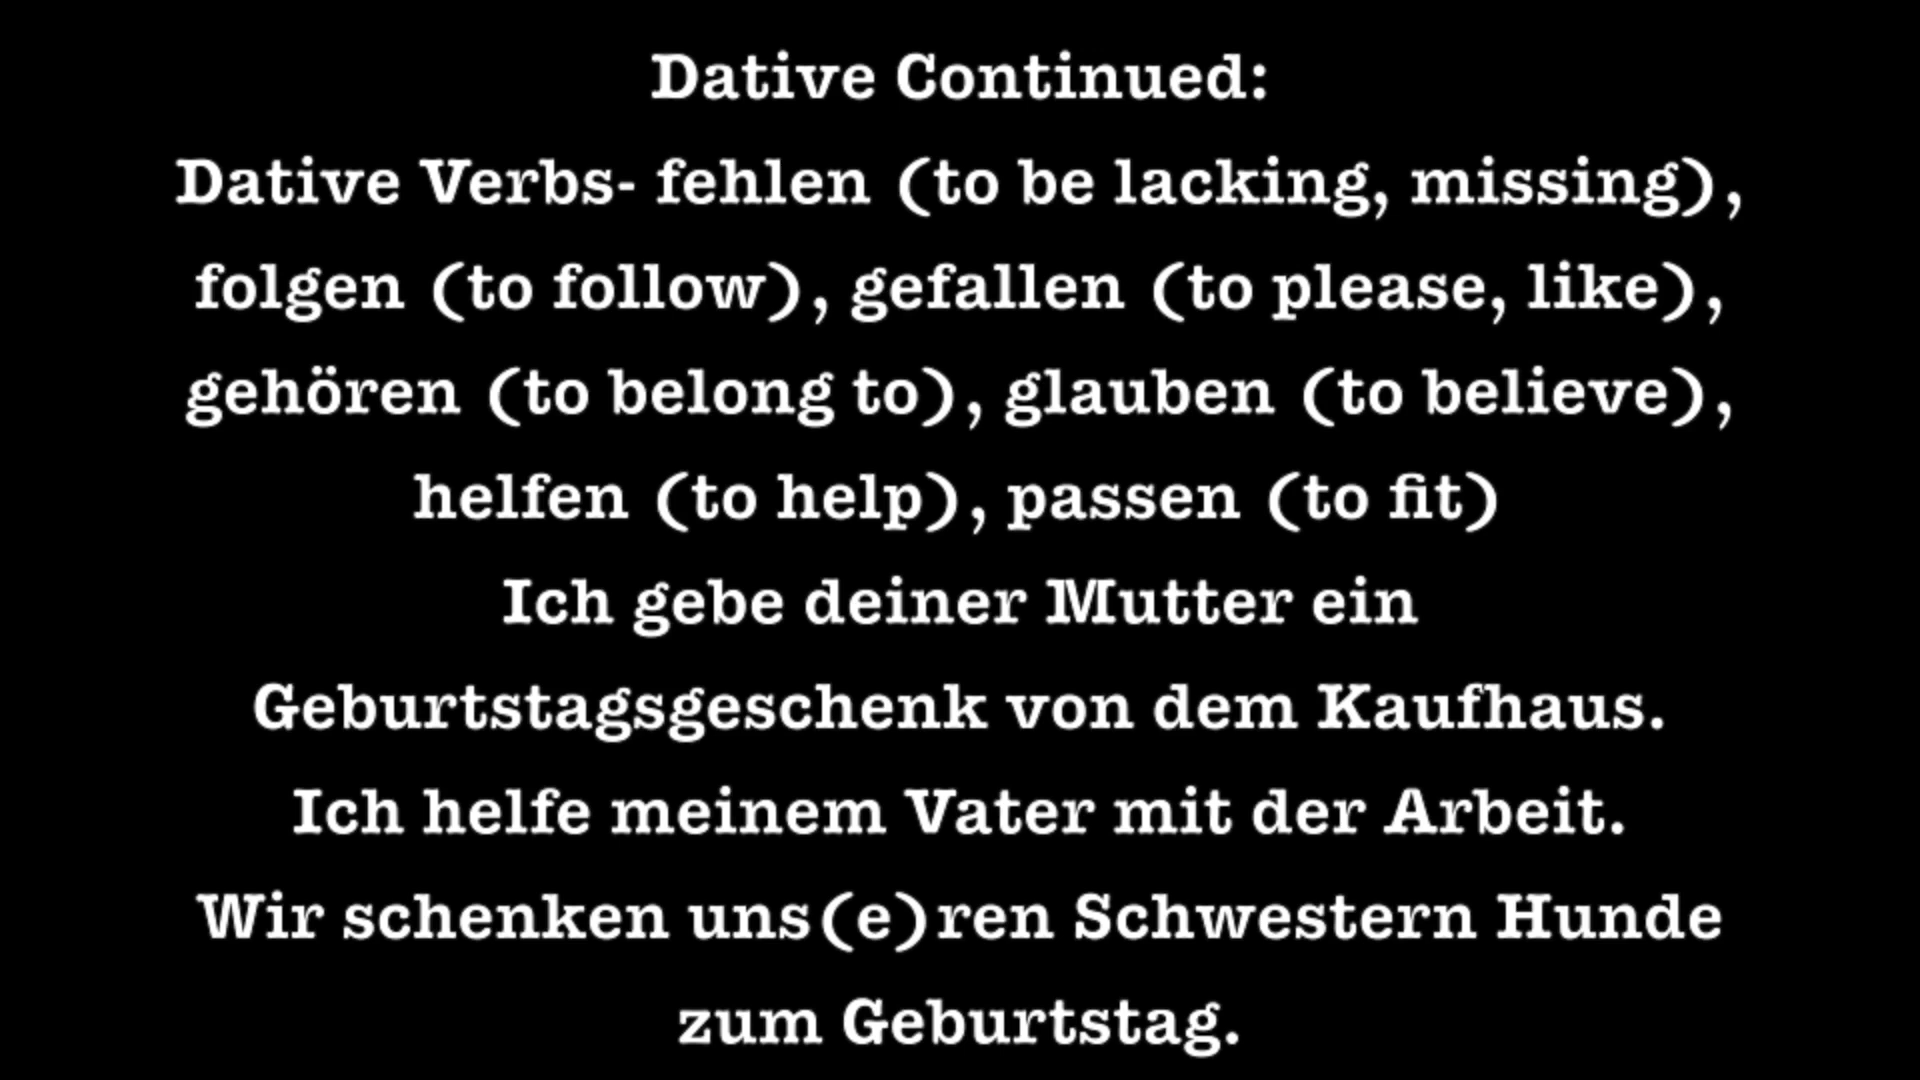 Dative Continued:
Dative Verbs- fehlen (to be lacking, missing),
folgen (to follow), gefallen (to please, like),
gehören (to belong to), glauben (to believe),
helfen (to help), passen (to fit)
Ich gebe deiner Mutter ein
Geburtstagsgeschenk von dem Kaufhaus.
Ich helfe meinem Vater mit der Arbeit.
Wir schenken uns(e)ren Schwestern Hunde
zum Geburtstag.